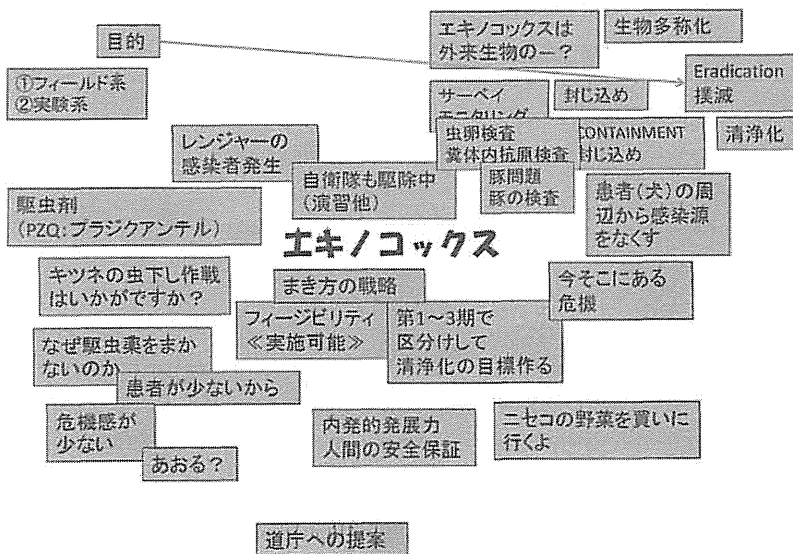 目的
エキノコックスは
外来生物の一？
生物多称化
Eradication
撲滅
①フィールド系
②実験系
サーベイ
モニタリング
封じ込め
清浄化
レンジャーの
感染者発生
虫卵検査
糞体内抗原検査
CONTAINMENT
封じ込め
自衛隊も駆除中
（演習他）
豚問題
豚の検査
患者（犬）の周
辺から感染源
をなくす
駆虫剤
（PZQ：プラジクアンテル）
エキノコックス
キツネの虫下し作戦
はいかがですか？
まき方の戦略
今そこにある
危機
フィージビリティ
≪実施可能≫
第1～3期で
区分けして
清浄化の目標作る
なぜ駆虫薬をまか
ないのか
患者が少ないから
危機感が
少ない
あおる？
内発的発展力
人間の安全保証
ニセコの野菜を買いに
行くよ
道庁への提案